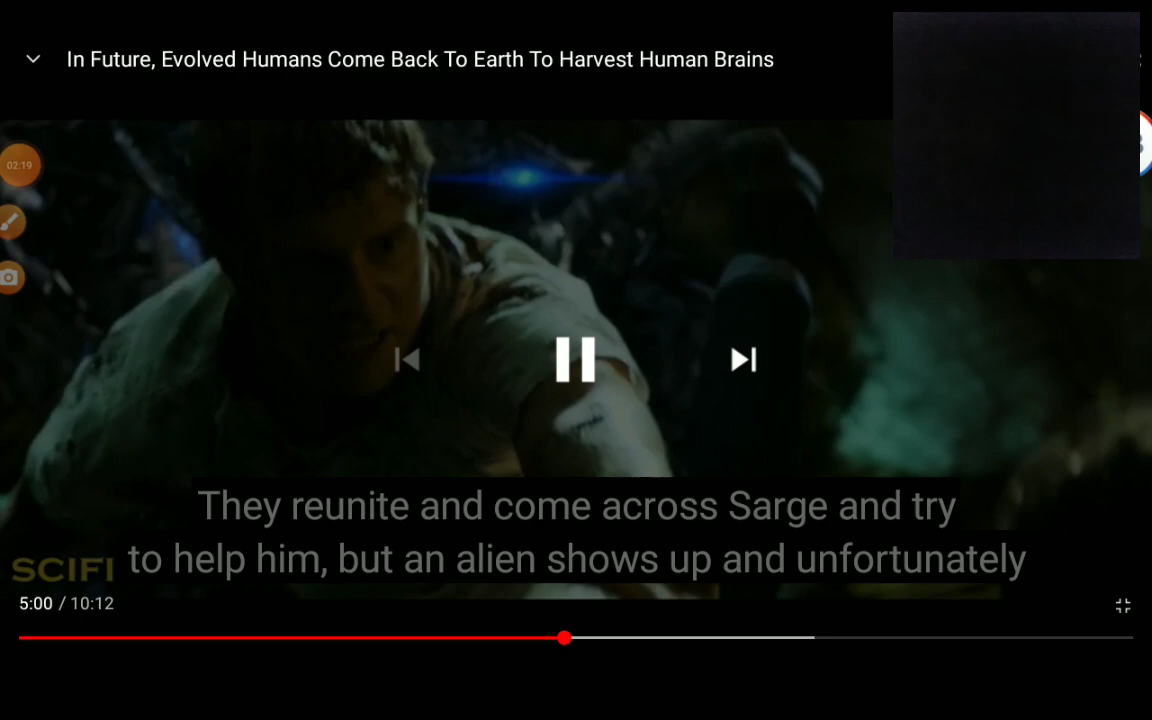 In Future, Evolved Humans Come Back To Earth To Harvest Human Brains
02:19
They reunite and come across Sarge and try
to help him, but an alien shows up and unfortunately
SCIFI
5:00 / 10:12